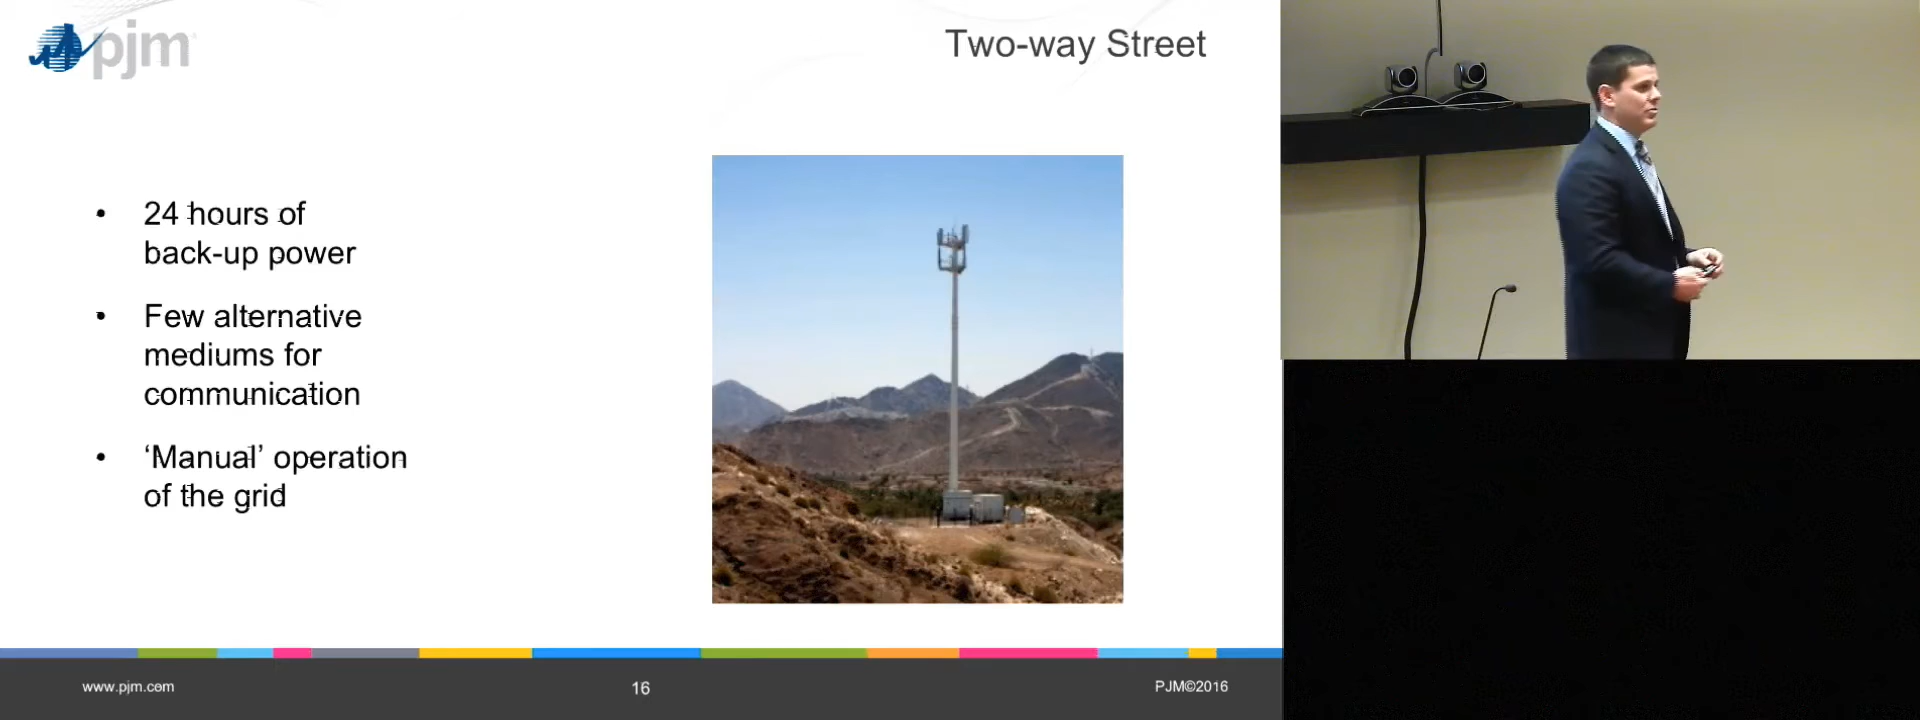 pjm
Two-way Street
• 24 hours of
back-up power
• Few alternative
mediums for
communication
• ‘Manual’ operation
of the grid
www.pjm.com
16
PJM©2016